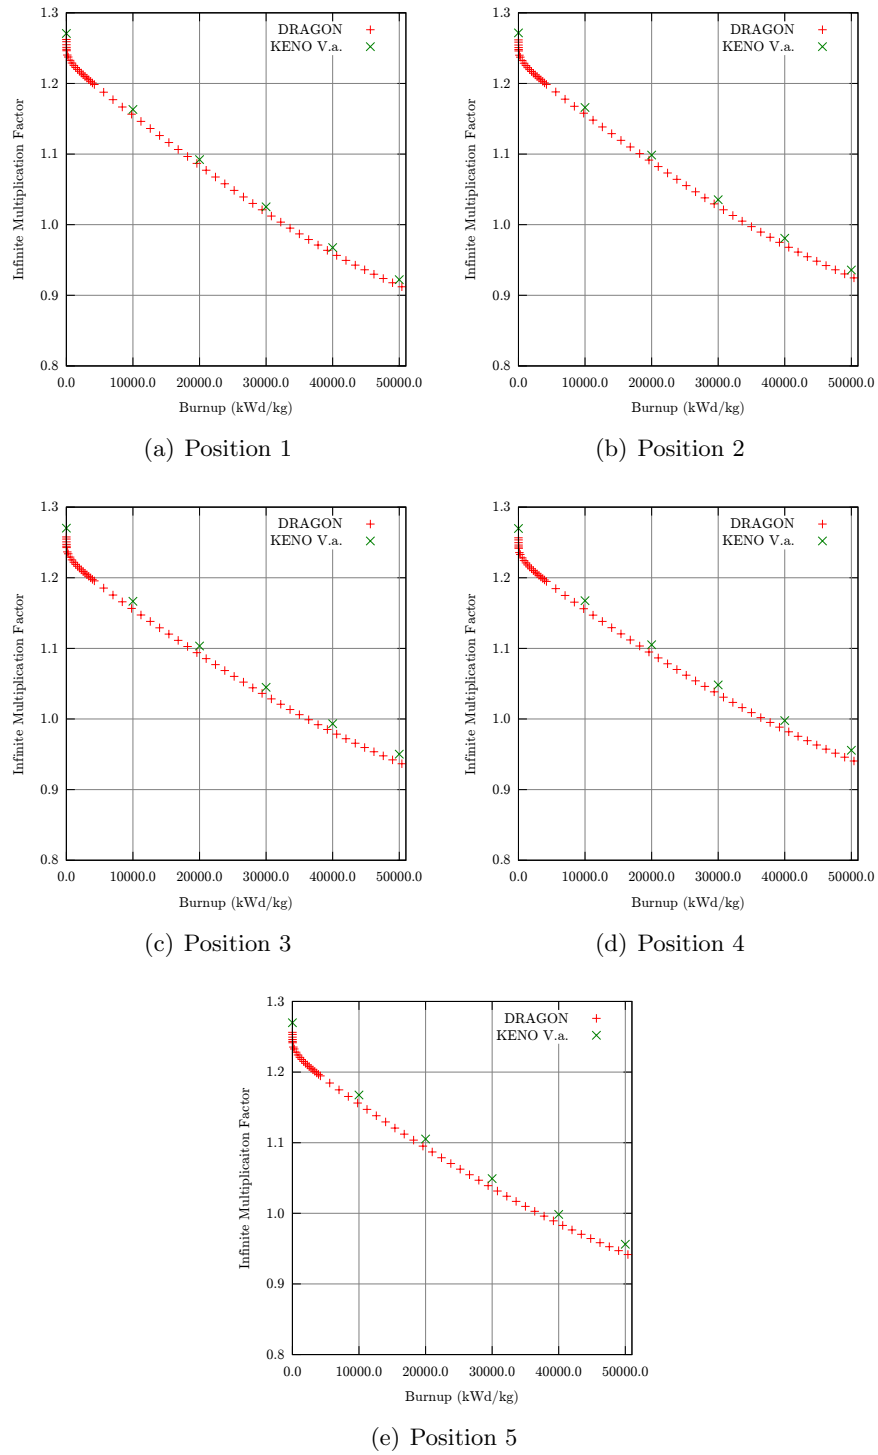 1.3
1.2
1.1
1.0
0.9
0.8
Infinite Multiplication Factor
DRAGON
KENO V.a.
0.0 10000.0 20000.0 30000.0 40000.0 50000.0
Burnup (kWd/kg)
(a) Position 1
1.3
1.2
1.1
1.0
0.9
0.8
Infinite Multiplication Factor
DRAGON
KENO V.a.
0.0 10000.0 20000.0 30000.0 40000.0 50000.0
Burnup (kWd/kg)
(b) Position 2
1.3
1.2
1.1
1.0
0.9
0.8
Infinite Multiplication Factor
DRAGON
KENO V.a.
0.0 10000.0 20000.0 30000.0 40000.0 50000.0
Burnup (kWd/kg)
(c) Position 3
1.3
1.2
1.1
1.0
0.9
0.8
Infinite Multiplication Factor
DRAGON
KENO V.a.
0.0 10000.0 20000.0 30000.0 40000.0 50000.0
Burnup (kWd/kg)
(d) Position 4
1.3
1.2
1.1
1.0
0.9
0.8
Infinite Multiplicaiton Factor
DRAGON
KENO V.a.
0.0 10000.0 20000.0 30000.0 40000.0 50000.0
Burnup (kWd/kg)
(e) Position 5